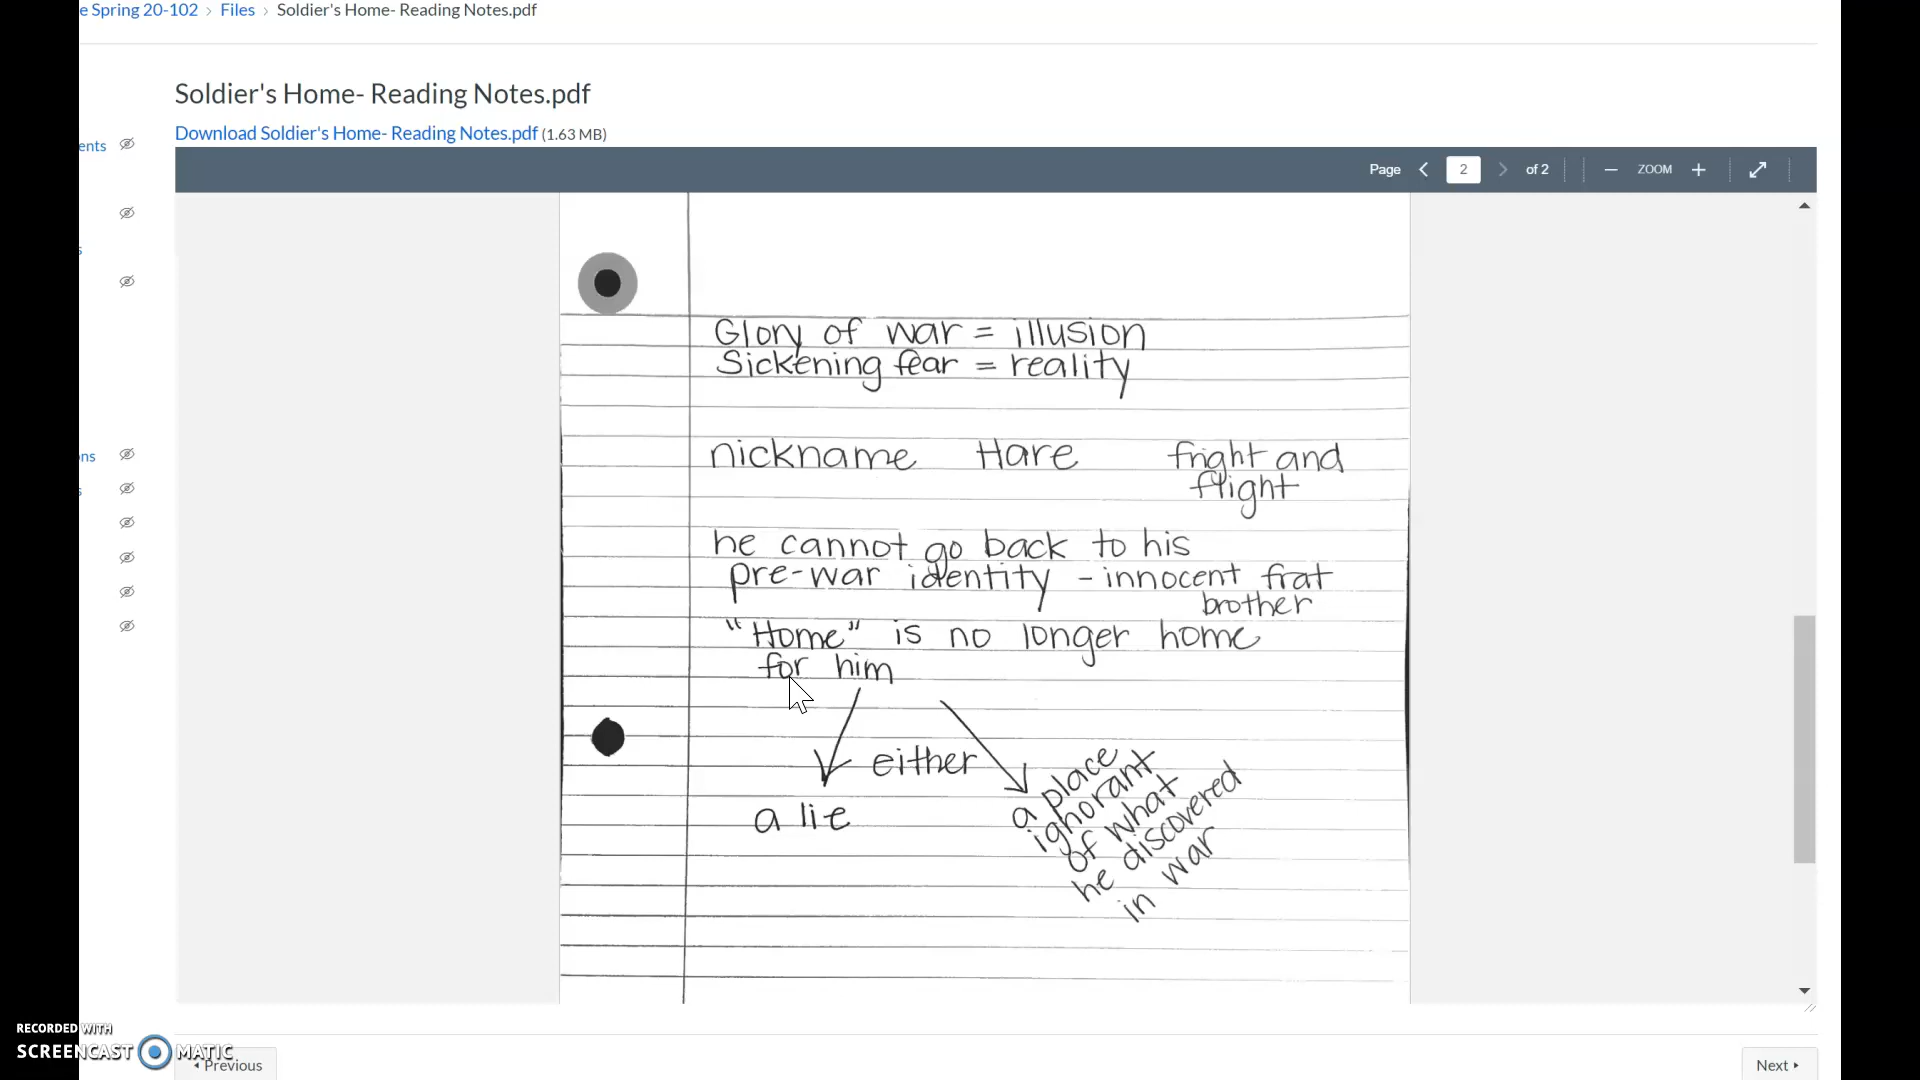 e Spring 20-102 › Files › Soldier's Home- Reading Notes.pdf
Soldier's Home- Reading Notes.pdf
Download Soldier's Home- Reading Notes.pdf (1.63 MB)
ents
s
ons
s
Page 2 of 2 ZOOM
Glory of war = illusion
Sickening fear = reality
nickname Hare fright and
flight
he cannot go back to his
pre-war identity - innocent frat
brother
"Home" is no longer home
for him
either
a lie
a place
ignorant
of what
he discovered
in war
RECORDED WITH
SCREENCAST MATIC
Previous
Next